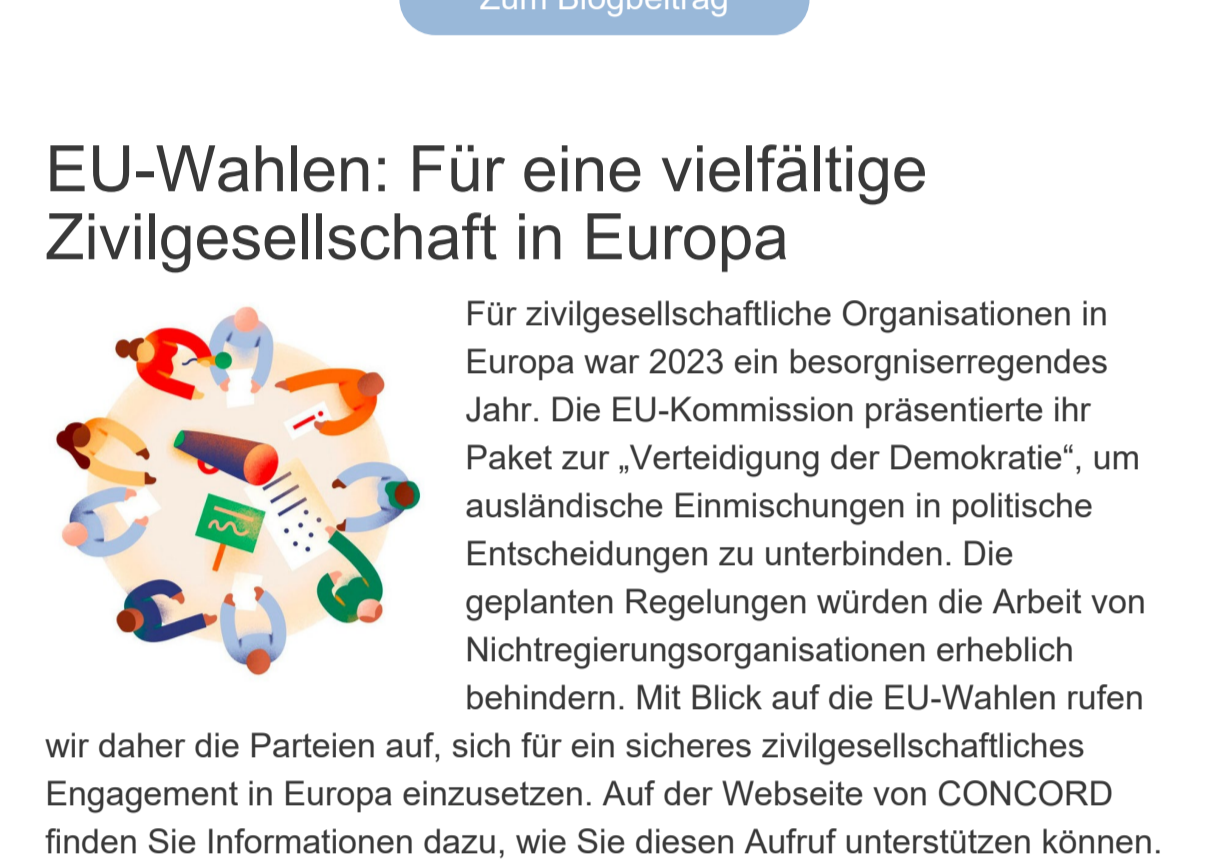 Zum Blogbeitrag
EU-Wahlen: Für eine vielfältige
Zivilgesellschaft in Europa
Für zivilgesellschaftliche Organisationen in
Europa war 2023 ein besorgniserregendes
Jahr. Die EU-Kommission präsentierte ihr
Paket zur „Verteidigung der Demokratie“, um
ausländische Einmischungen in politische
Entscheidungen zu unterbinden. Die
geplanten Regelungen würden die Arbeit von
Nichtregierungsorganisationen erheblich
behindern. Mit Blick auf die EU-Wahlen rufen
wir daher die Parteien auf, sich für ein sicheres zivilgesellschaftliches
Engagement in Europa einzusetzen. Auf der Webseite von CONCORD
finden Sie Informationen dazu, wie Sie diesen Aufruf unterstützen können.